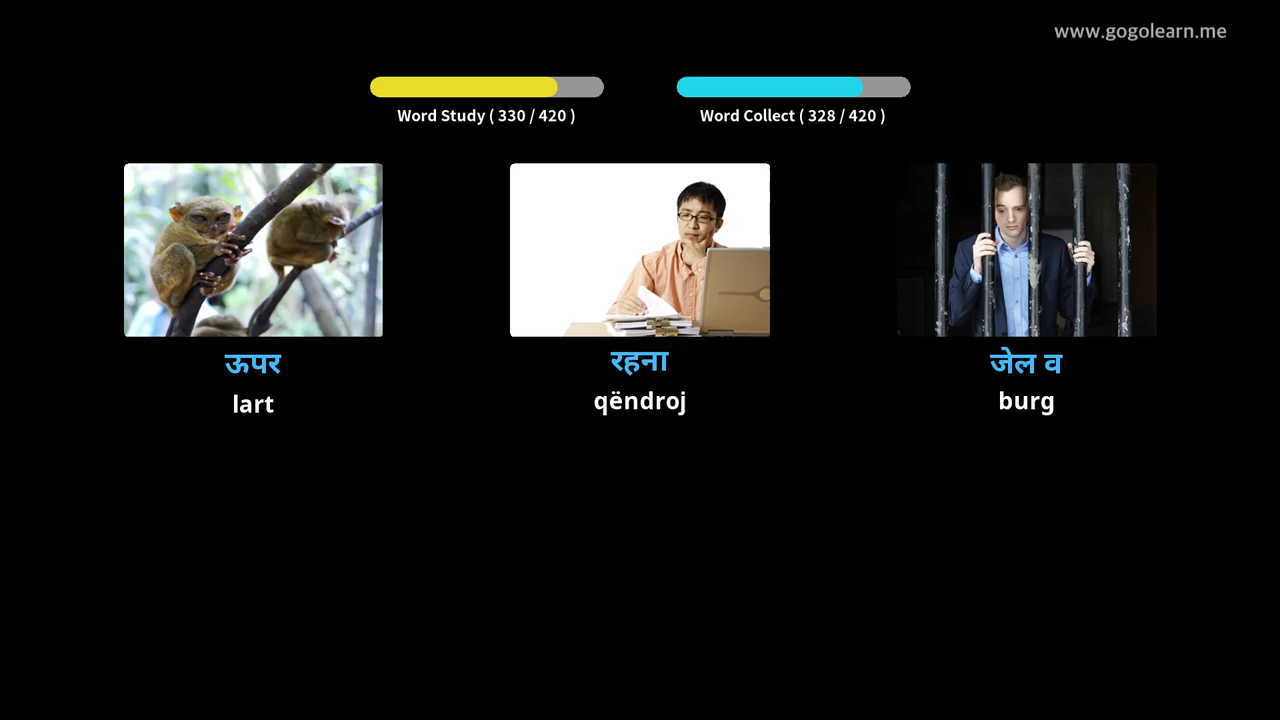 www.gogolearn.me
Word Study ( 330 / 420 )
Word Collect ( 328 / 420 )
ऊपर
lart
रहना
qëndroj
जेल व
burg